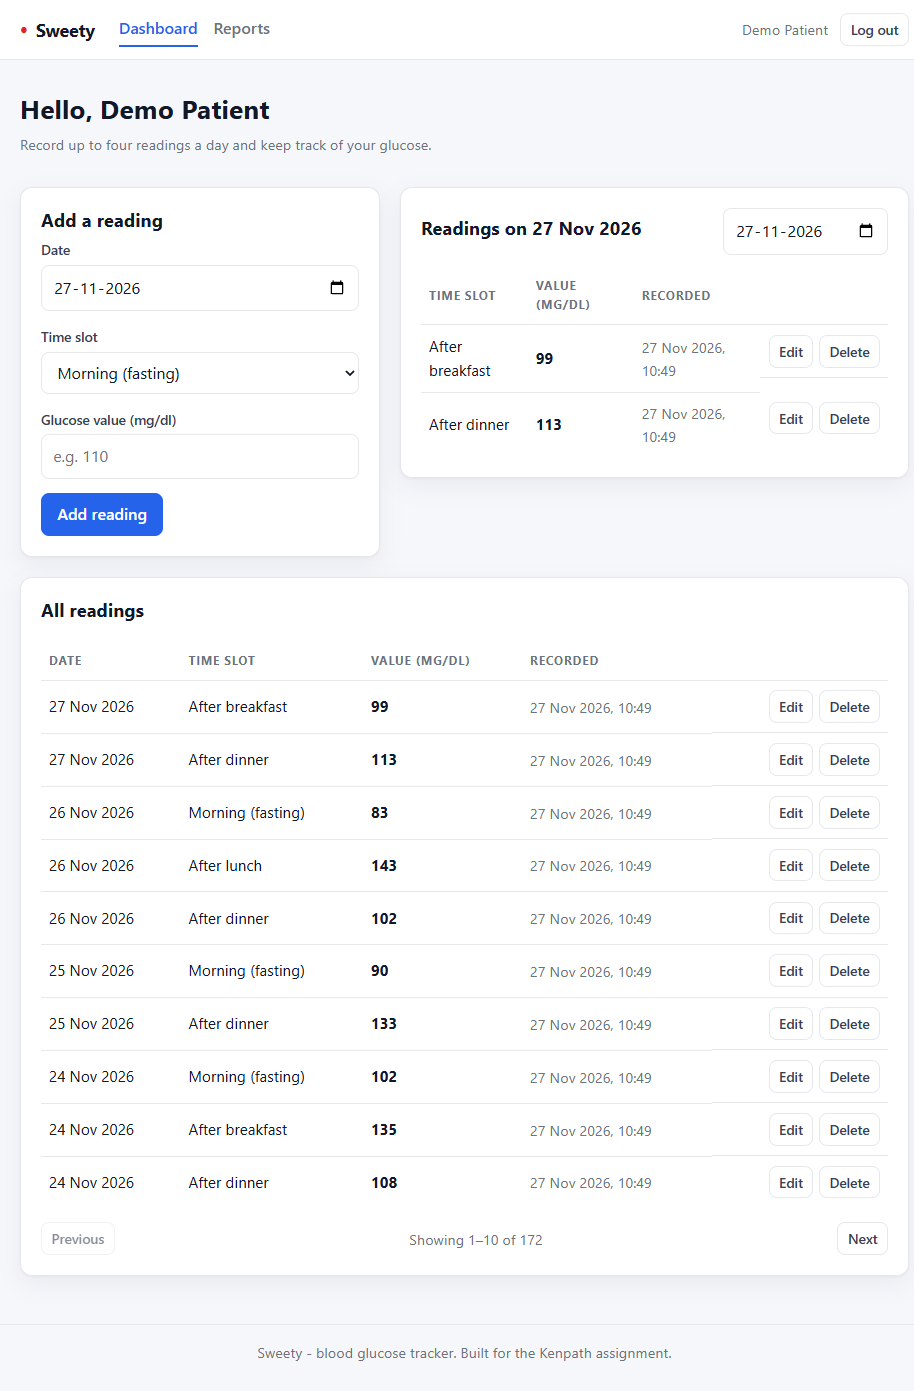 • Sweety Dashboard Reports Demo Patient Log out
Hello, Demo Patient
Record up to four readings a day and keep track of your glucose.
Add a reading
Date
27-11-2026
Time slot
Morning (fasting)
Glucose value (mg/dl)
e.g. 110
Add reading
Readings on 27 Nov 2026 27-11-2026
TIME SLOT VALUE (MG/DL) RECORDED
After breakfast 99 27 Nov 2026, 10:49 Edit Delete
After dinner 113 27 Nov 2026, 10:49 Edit Delete
All readings
DATE TIME SLOT VALUE (MG/DL) RECORDED
27 Nov 2026 After breakfast 99 27 Nov 2026, 10:49 Edit Delete
27 Nov 2026 After dinner 113 27 Nov 2026, 10:49 Edit Delete
26 Nov 2026 Morning (fasting) 83 27 Nov 2026, 10:49 Edit Delete
26 Nov 2026 After lunch 143 27 Nov 2026, 10:49 Edit Delete
26 Nov 2026 After dinner 102 27 Nov 2026, 10:49 Edit Delete
25 Nov 2026 Morning (fasting) 90 27 Nov 2026, 10:49 Edit Delete
25 Nov 2026 After dinner 133 27 Nov 2026, 10:49 Edit Delete
24 Nov 2026 Morning (fasting) 102 27 Nov 2026, 10:49 Edit Delete
24 Nov 2026 After breakfast 135 27 Nov 2026, 10:49 Edit Delete
24 Nov 2026 After dinner 108 27 Nov 2026, 10:49 Edit Delete
Previous Showing 1–10 of 172 Next
Sweety - blood glucose tracker. Built for the Kenpath assignment.